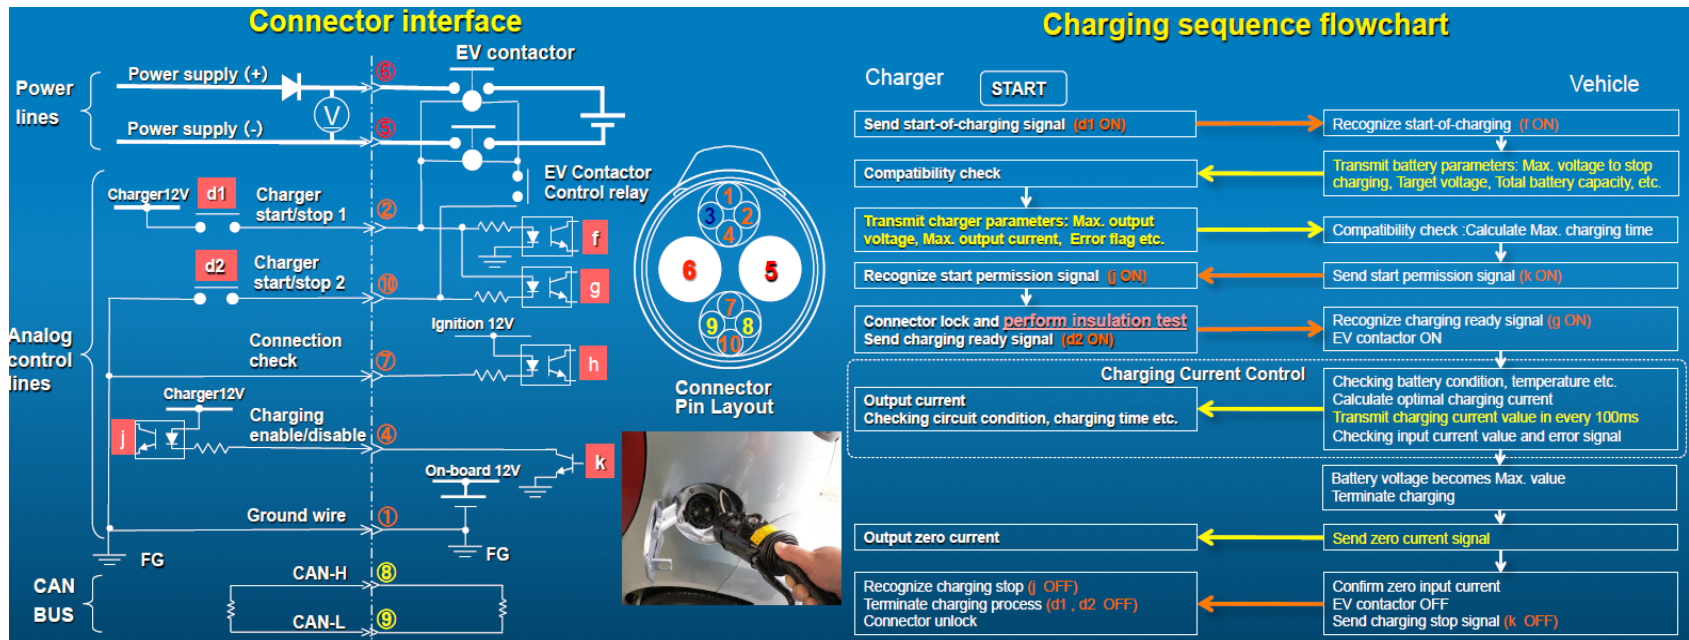 Connector interface
EV contactor
Power lines
Power supply (+)
⑥
V
Power supply (-)
⑤
EV Contactor
Control relay
Analog
control
lines
Charger12V
d1
Charger
start/stop 1
②
f
d2
Charger
start/stop 2
⑩
g
Ignition 12V
Connection
check
⑦
h
Charger12V
j
Charging
enable/disable
④
k
On-board 12V
Ground wire
①
FG
FG
CAN
BUS
CAN-H
⑧
CAN-L
⑨
1
3
2
4
6
5
7
9
8
10
Connector
Pin Layout
Charging sequence flowchart
Charger
START
Vehicle
Send start-of-charging signal (d1 ON)
Recognize start-of-charging (f ON)
Transmit battery parameters: Max. voltage to stop
charging, Target voltage, Total battery capacity, etc.
Compatibility check
Transmit charger parameters: Max. output
voltage, Max. output current, Error flag etc.
Compatibility check :Calculate Max. charging time
Recognize start permission signal (j ON)
Send start permission signal (k ON)
Connector lock and perform insulation test
Send charging ready signal (d2 ON)
Recognize charging ready signal (g ON)
EV contactor ON
Charging Current Control
Output current
Checking circuit condition, charging time etc.
Checking battery condition, temperature etc.
Calculate optimal charging current
Transmit charging current value in every 100ms
Checking input current value and error signal
Battery voltage becomes Max. value
Terminate charging
Output zero current
Send zero current signal
Recognize charging stop (j OFF)
Terminate charging process (d1 , d2 OFF)
Connector unlock
Confirm zero input current
EV contactor OFF
Send charging stop signal (k OFF)